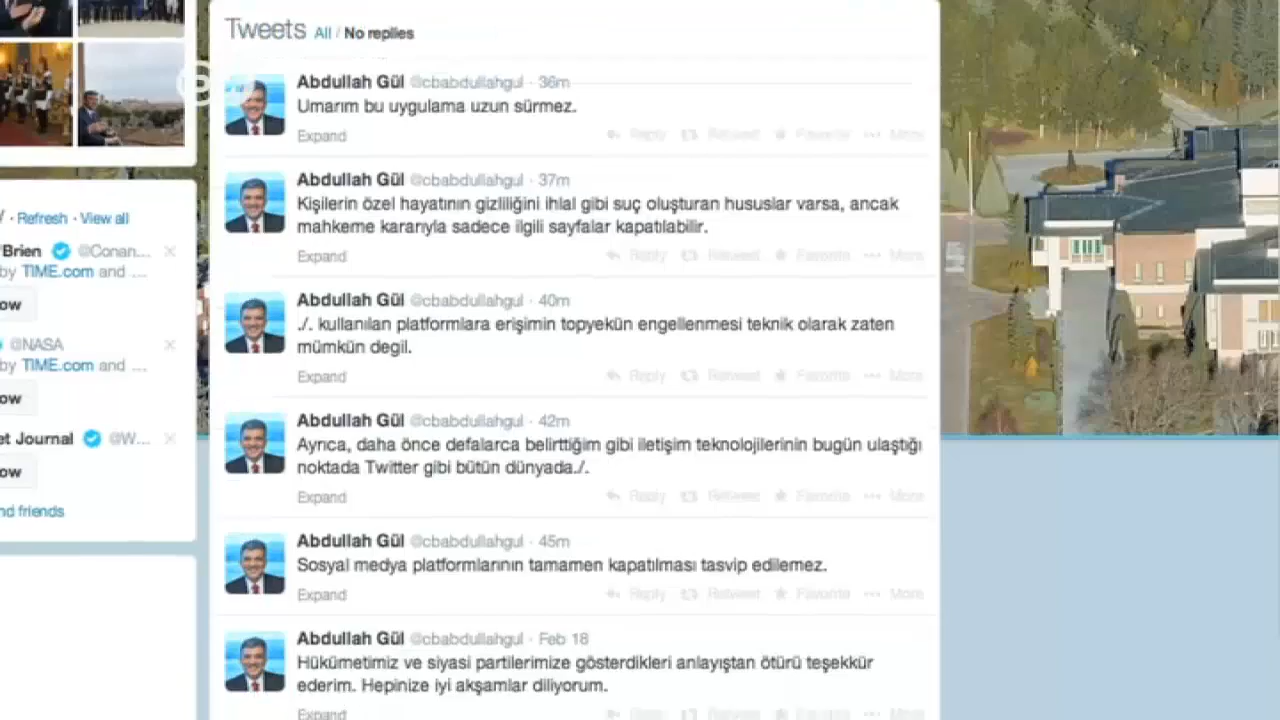 Tweets All / No replies
Abdullah Gül @cbabdullahgul · 36m
Umarım bu uygulama uzun sürmez.
Expand Reply Retweet Favorite More
Abdullah Gül @cbabdullahgul · 37m
Kişilerin özel hayatının gizliliğini ihlal gibi suç oluşturan hususlar varsa, ancak
mahkeme kararıyla sadece ilgili sayfalar kapatılabilir.
Expand Reply Retweet Favorite More
Abdullah Gül @cbabdullahgul · 40m
./. kullanılan platformlara erişimin topyekün engellenmesi teknik olarak zaten
mümkün degil.
Expand Reply Retweet Favorite More
Abdullah Gül @cbabdullahgul · 42m
Ayrıca, daha önce defalarca belirttiğim gibi iletişim teknolojilerinin bugün ulaştığı
noktada Twitter gibi bütün dünyada./.
Expand Reply Retweet Favorite More
Abdullah Gül @cbabdullahgul · 45m
Sosyal medya platformlarının tamamen kapatılması tasvip edilemez.
Expand Reply Retweet Favorite More
Abdullah Gül @cbabdullahgul · Feb 18
Hükümetimiz ve siyasi partilerimize gösterdikleri anlayıştan ötürü teşekkür
ederim. Hepinize iyi akşamlar diliyorum.
Expand Reply Retweet Favorite More
· Refresh · View all
'Brien @Conan...
by TIME.com and ...
ow
@NASA
by TIME.com and ...
ow
et Journal @W...
ow
nd friends